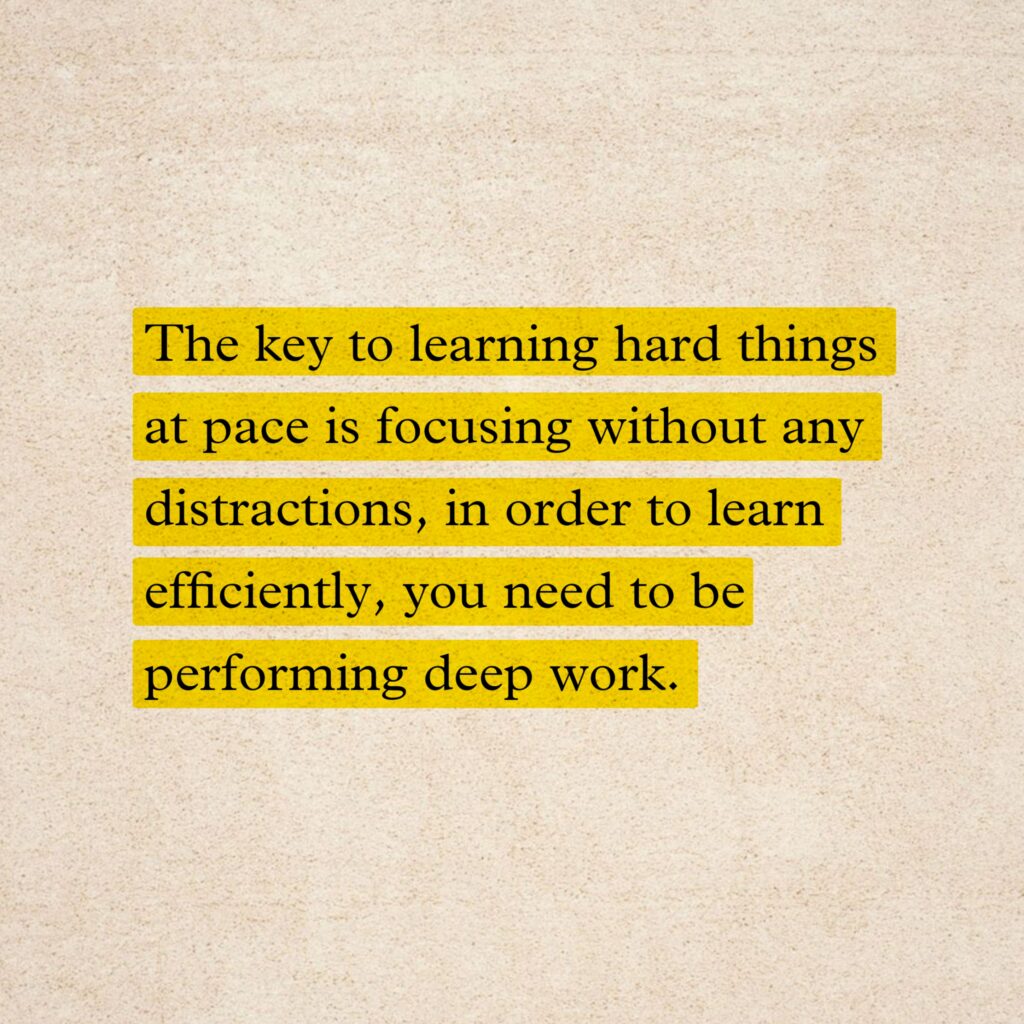 The key to learning hard things
at pace is focusing without any
distractions, in order to learn
efficiently, you need to be
performing deep work.